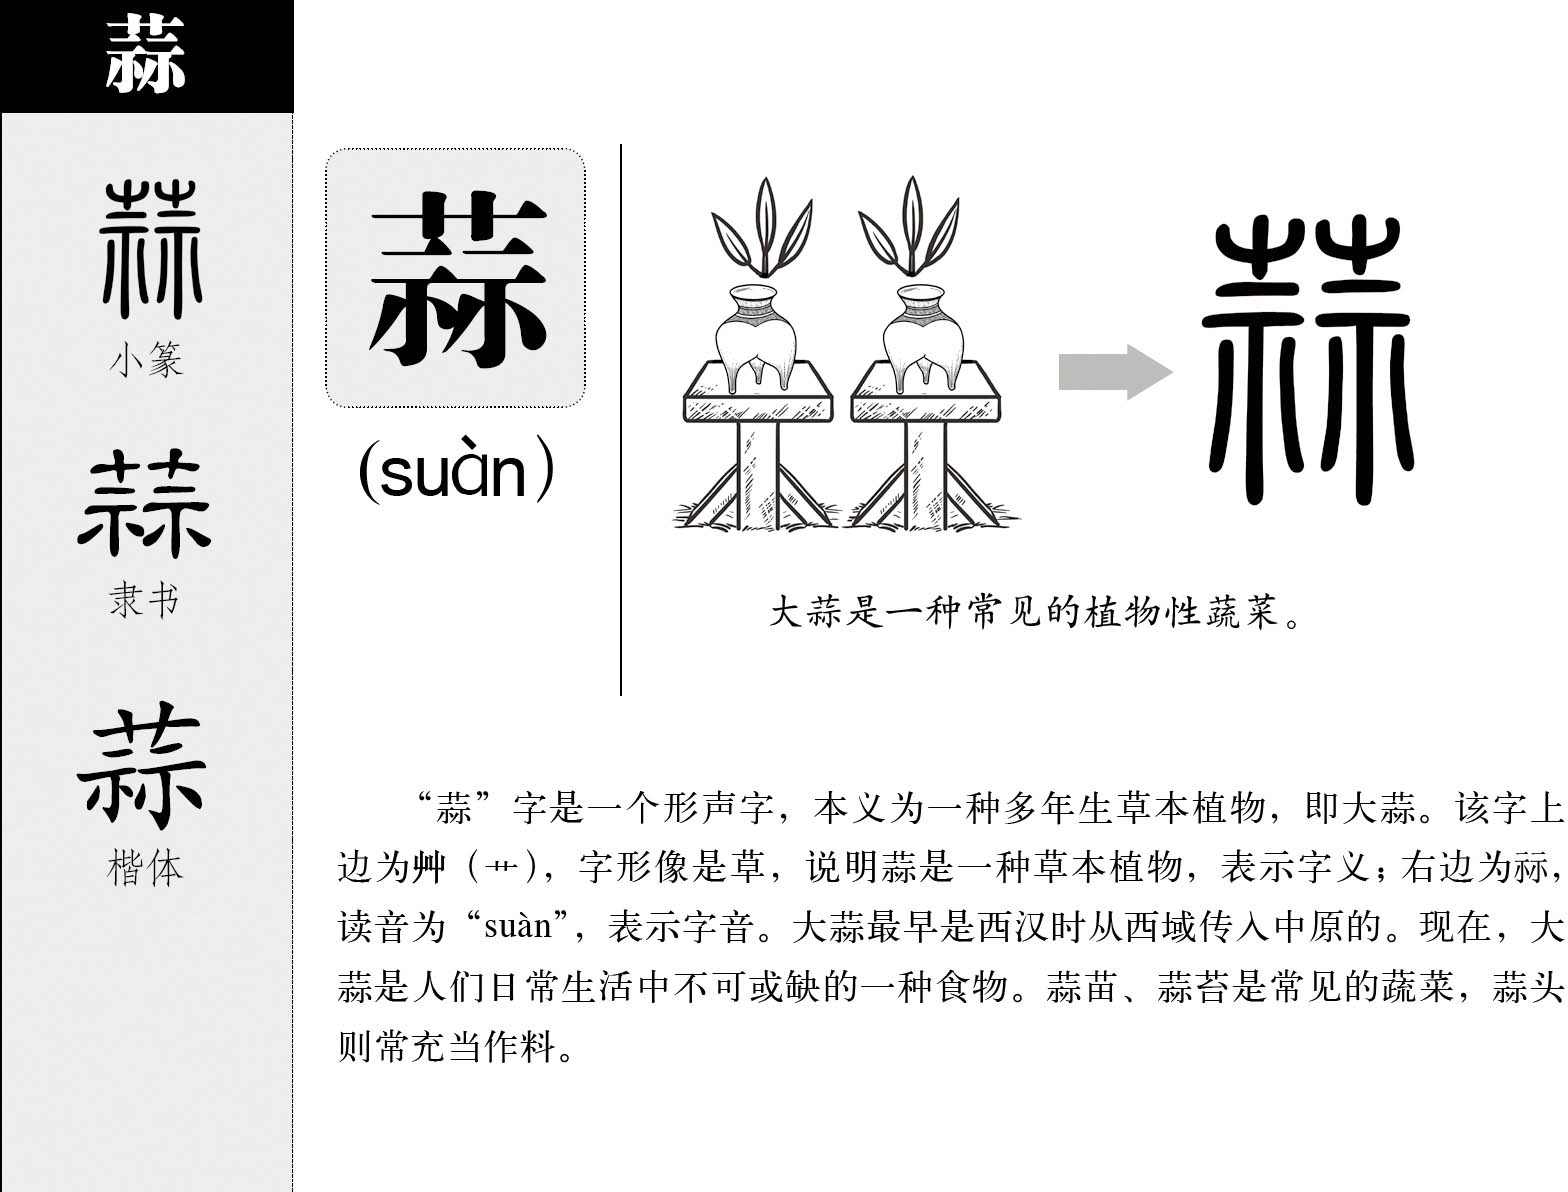 蒜
蒜
小篆
蒜
隶书
蒜
楷体
蒜
(suàn)
蒜
大蒜是一种常见的植物性蔬菜。
“蒜”字是一个形声字，本义为一种多年生草本植物，即大蒜。该字上
边为艸（艹），字形像是草，说明蒜是一种草本植物，表示字义；右边为祘，
读音为“suàn”，表示字音。大蒜最早是西汉时从西域传入中原的。现在，大
蒜是人们日常生活中不可或缺的一种食物。蒜苗、蒜苔是常见的蔬菜，蒜头
则常充当作料。